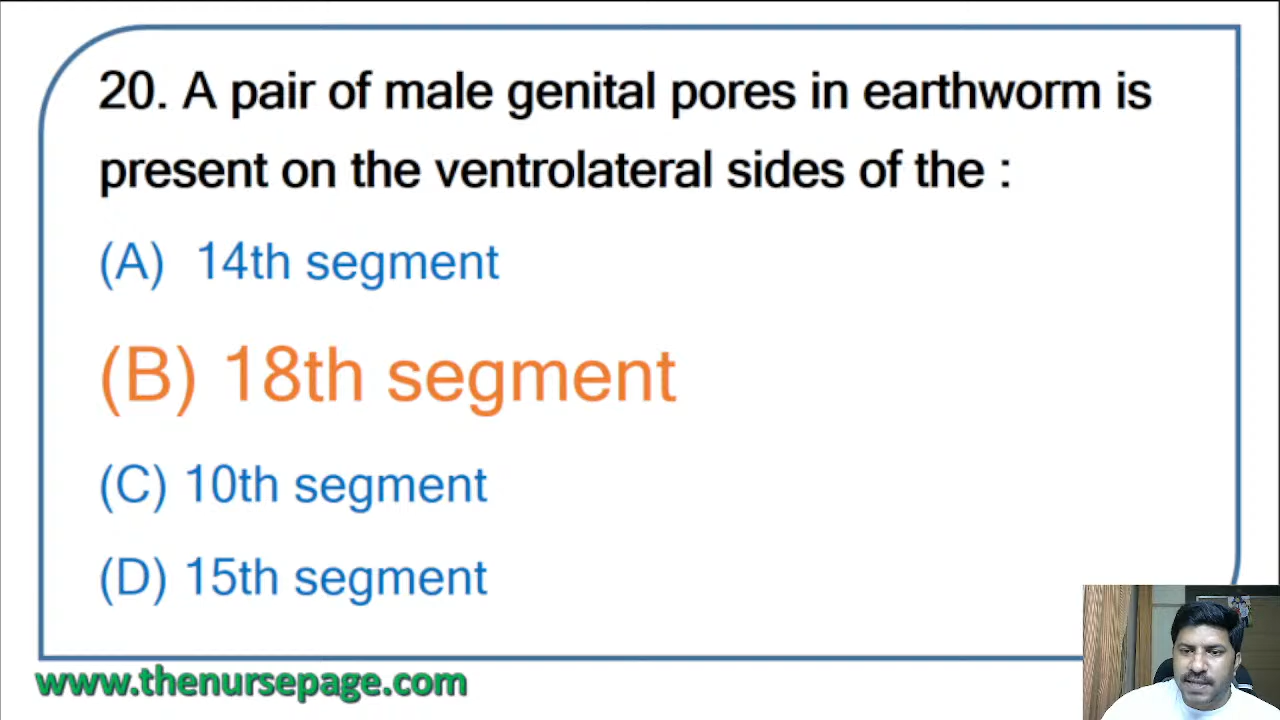 20. A pair of male genital pores in earthworm is
present on the ventrolateral sides of the :
(A) 14th segment
(B) 18th segment
(C) 10th segment
(D) 15th segment
www.thenursepage.com